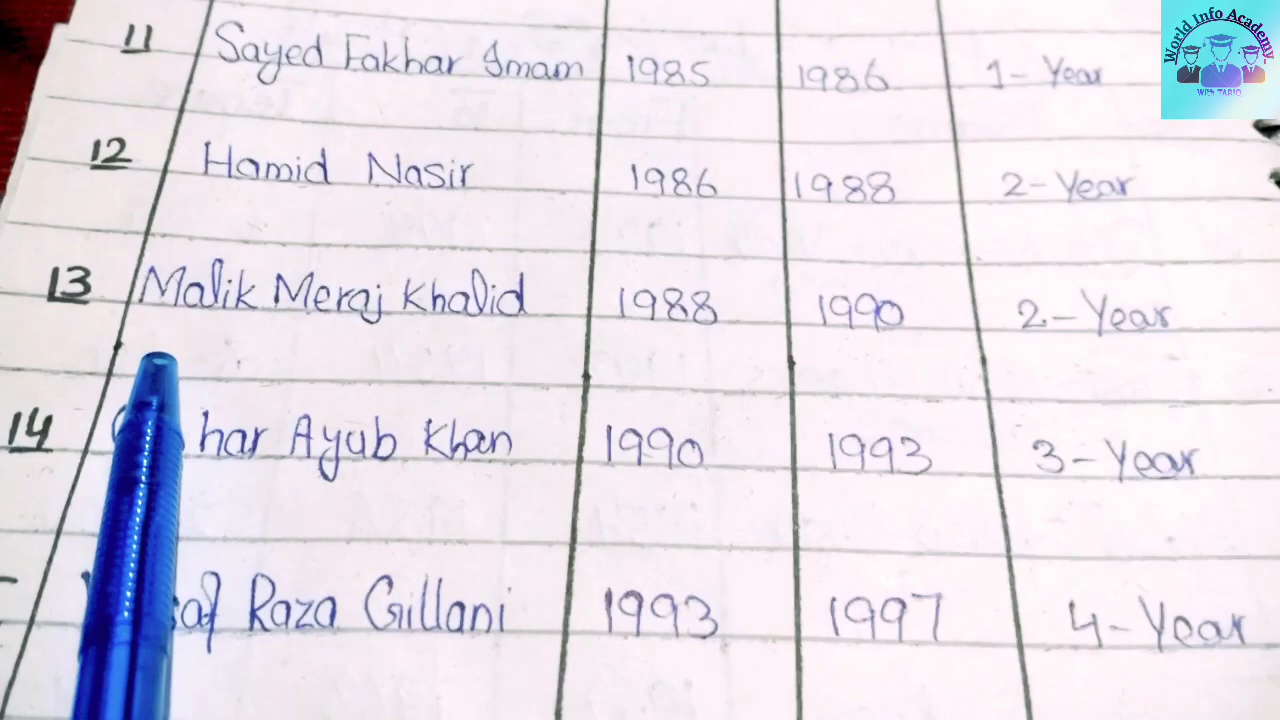 World Info Academy
With TARIQ
11 Sayed Fakhar Imam 1985 1986 1- Year
12 Hamid Nasir 1986 1988 2-Year
13 Malik Meraj Khalid 1988 1990 2-Year
14 har Ayub Khan 1990 1993 3-Year
Raza Gillani 1993 1997 4-Year